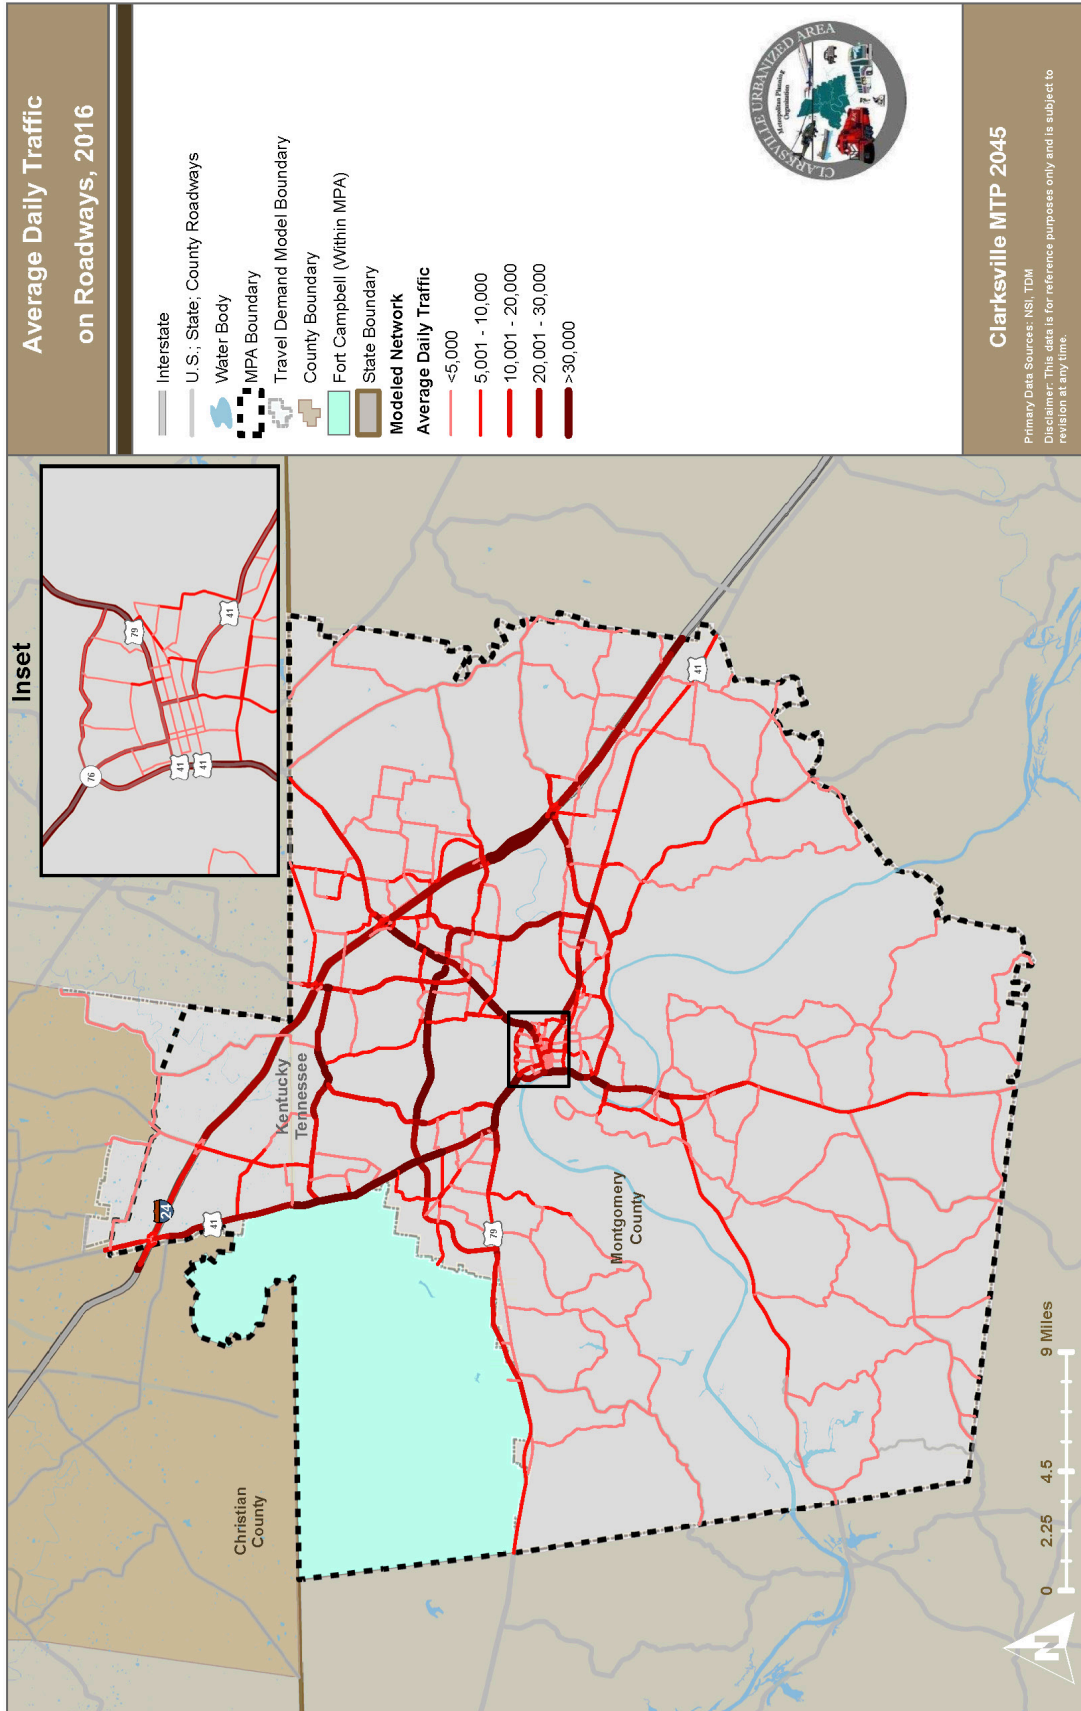 Average Daily Traffic
on Roadways, 2016
Interstate
U.S.; State; County Roadways
Water Body
MPA Boundary
Travel Demand Model Boundary
County Boundary
Fort Campbell (Within MPA)
State Boundary
Modeled Network
Average Daily Traffic
<5,000
5,001 - 10,000
10,001 - 20,000
20,001 - 30,000
>30,000
CLARKSVILLE URBANIZED AREA
Metropolitan Planning
Organization
Clarksville MTP 2045
Primary Data Sources: NSI, TDM
Disclaimer: This data is for reference purposes only and is subject to
revision at any time.
Inset
76
79
41
41
41
Christian
County
24
41
Kentucky
Tennessee
79
41
Montgomery
County
N
0
2.25
4.5
9 Miles